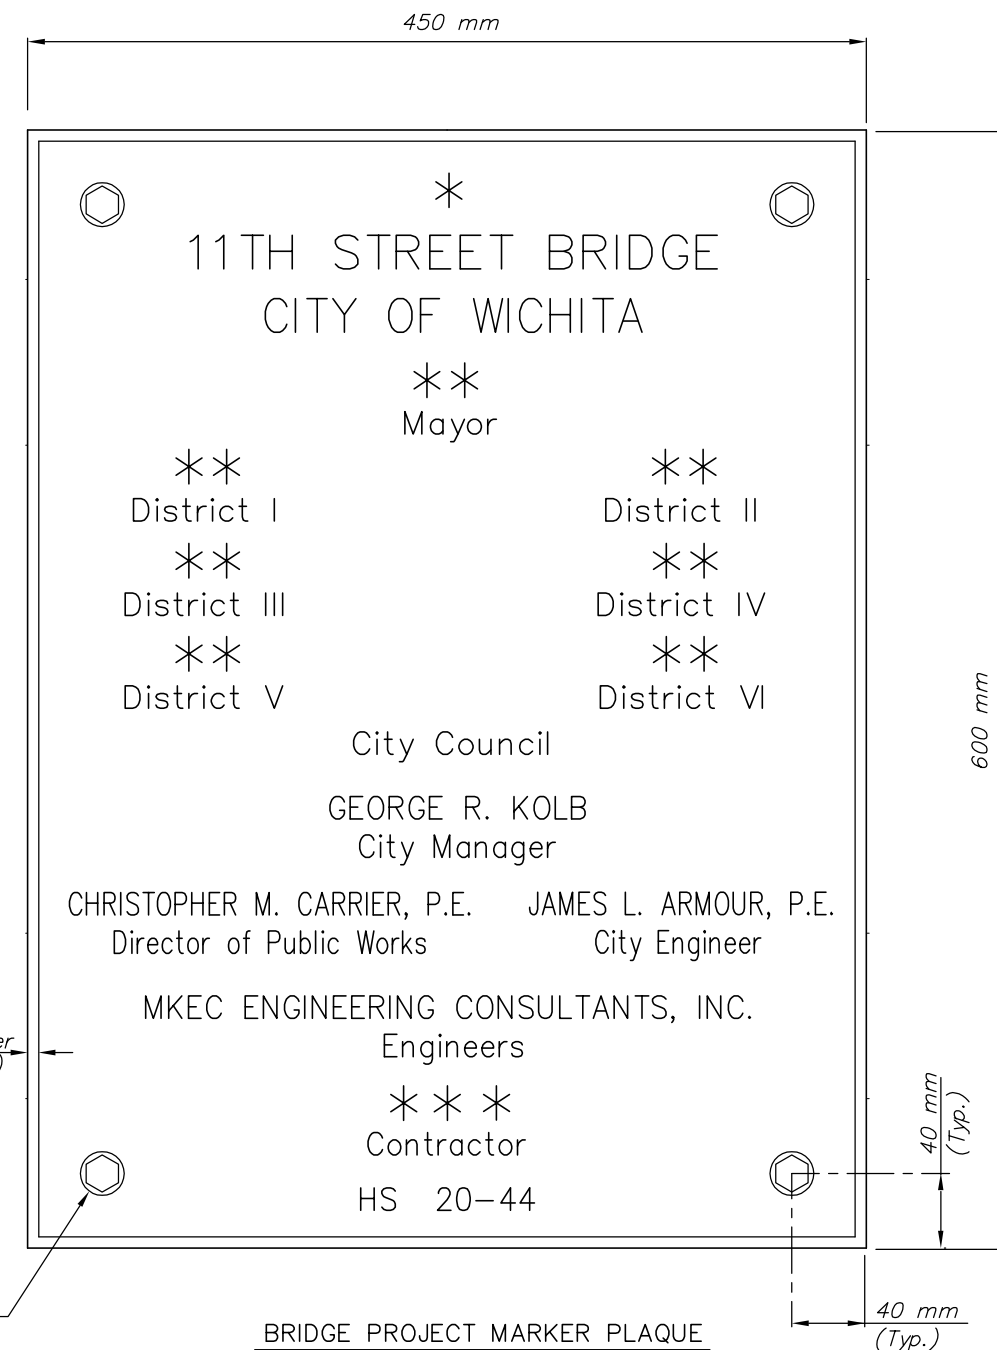 450 mm
*
11TH STREET BRIDGE
CITY OF WICHITA
**
Mayor
** **
District I District II
** **
District III District IV
** **
District V District VI
City Council
GEORGE R. KOLB
City Manager
CHRISTOPHER M. CARRIER, P.E. JAMES L. ARMOUR, P.E.
Director of Public Works City Engineer
MKEC ENGINEERING CONSULTANTS, INC.
Engineers
***
Contractor
HS 20-44
600 mm
40 mm
(Typ.)
40 mm
(Typ.)
BRIDGE PROJECT MARKER PLAQUE